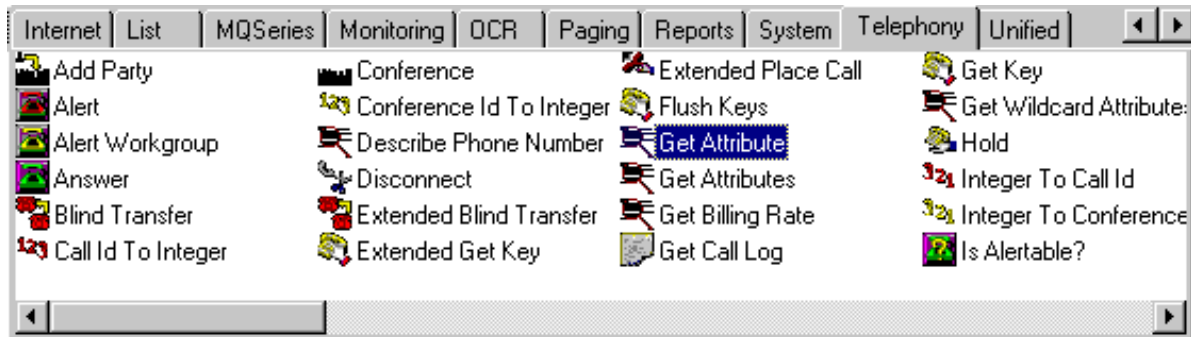 Internet List MQSeries Monitoring OCR Paging Reports System Telephony Unified
Add Party Conference Extended Place Call Get Key
Alert Conference Id To Integer Flush Keys Get Wildcard Attributes
Alert Workgroup Describe Phone Number Get Attribute Hold
Answer Disconnect Get Attributes Integer To Call Id
Blind Transfer Extended Blind Transfer Get Billing Rate Integer To Conference
Call Id To Integer Extended Get Key Get Call Log Is Alertable?